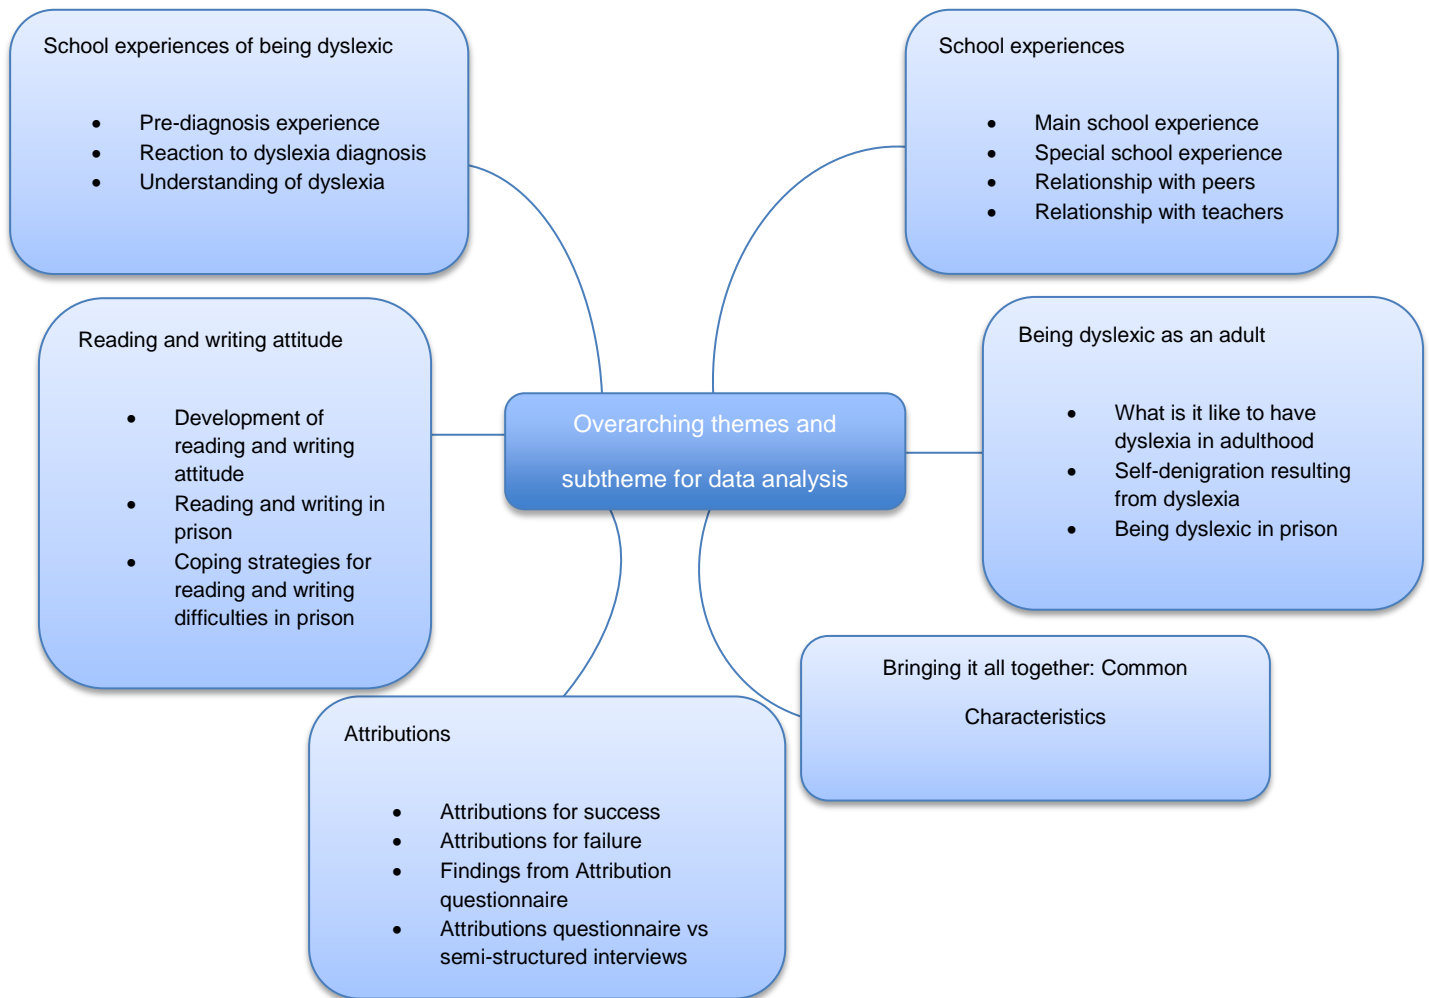 School experiences of being dyslexic
• Pre-diagnosis experience
• Reaction to dyslexia diagnosis
• Understanding of dyslexia
School experiences
• Main school experience
• Special school experience
• Relationship with peers
• Relationship with teachers
Reading and writing attitude
• Development of
reading and writing
attitude
• Reading and writing in
prison
• Coping strategies for
reading and writing
difficulties in prison
Overarching themes and
subtheme for data analysis
Being dyslexic as an adult
• What is it like to have
dyslexia in adulthood
• Self-denigration resulting
from dyslexia
• Being dyslexic in prison
Attributions
• Attributions for success
• Attributions for failure
• Findings from Attribution
questionnaire
• Attributions questionnaire vs
semi-structured interviews
Bringing it all together: Common
Characteristics